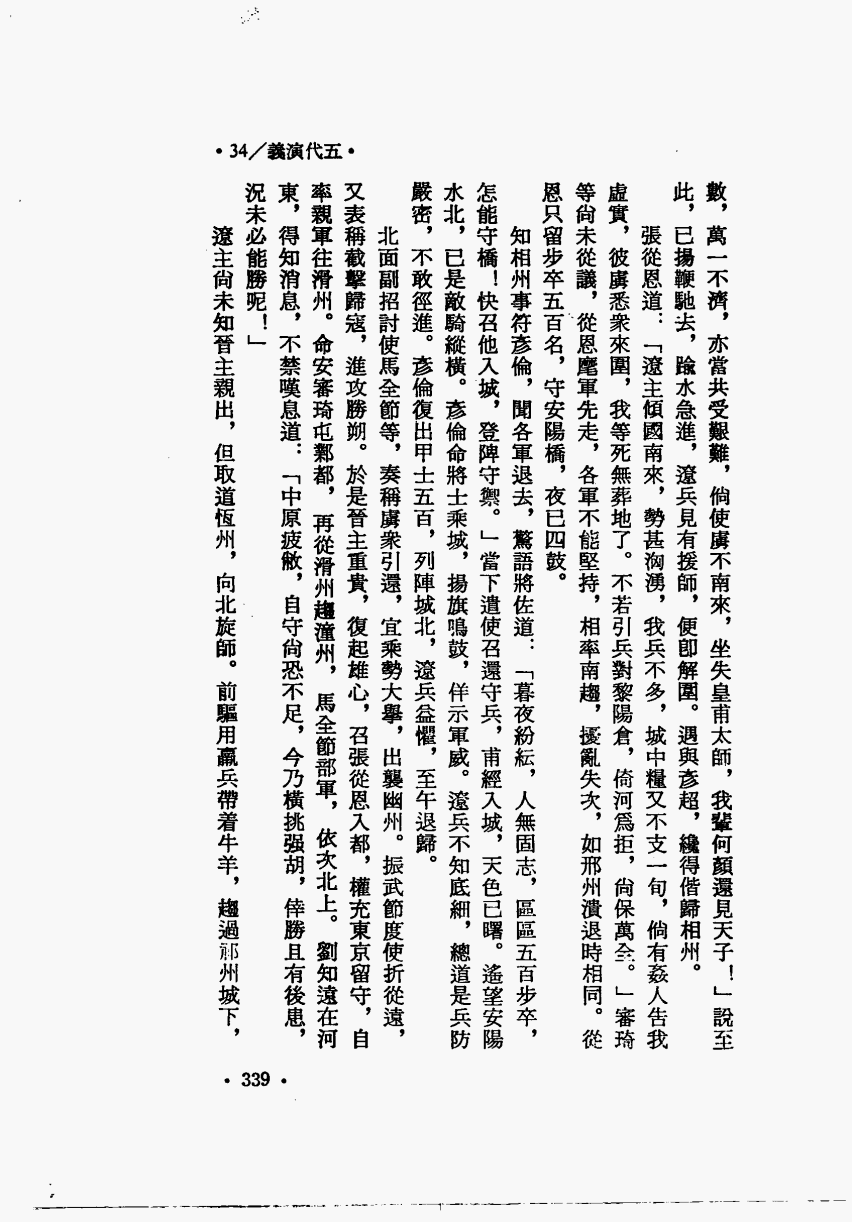 •34／義演代五•
數，萬一不濟，亦當共受艱難，倘使虜不南來，坐失皇甫太師，我輩何顏還見天子！」說至
此，已揚鞭馳去，踰水急進，遼兵見有援師，便卽解圍。遇與彥超，纔得偕歸相州。
張從恩道：「遼主傾國南來，勢甚洶湧，我兵不多，城中糧又不支一旬，倘有姦人告我
虛實，彼虜悉衆來圍，我等死無葬地了。不若引兵對黎陽倉，倚河爲拒，尙保萬全。」審琦
等尙未從議，從恩麾軍先走，各軍不能堅持，相率南趨，擾亂失次，如邢州潰退時相同。從
恩只留步卒五百名，守安陽橋，夜已四鼓。
知相州事符彥倫，聞各軍退去，驚語將佐道：「暮夜紛紜，人無固志，區區五百步卒，
怎能守橋！快召他入城，登陴守禦。」當下遣使召還守兵，甫經入城，天色已曙。遙望安陽
水北，已是敵騎縱橫。彥倫命將士乘城，揚旗鳴鼓，佯示軍威。遼兵不知底細，總道是兵防
嚴密，不敢徑進。彥倫復出甲士五百，列陣城北，遼兵益懼，至午退歸。
北面副招討使馬全節等，奏稱虜衆引還，宜乘勢大舉，出襲幽州。振武節度使折從遠，
又表稱截擊歸寇，進攻勝朔。於是晉主重貴，復起雄心，召張從恩入都，權充東京留守，自
率親軍往滑州。命安審琦屯鄴都，再從滑州趨澶州，馬全節部軍，依次北上。劉知遠在河
東，得知消息，不禁嘆息道：「中原疲敝，自守尙恐不足，今乃橫挑强胡，倖勝且有後患，
況未必能勝呢！」
遼主尙未知晉主親出，但取道恆州，向北旋師。前驅用羸兵帶着牛羊，趨過祁州城下，
•339•